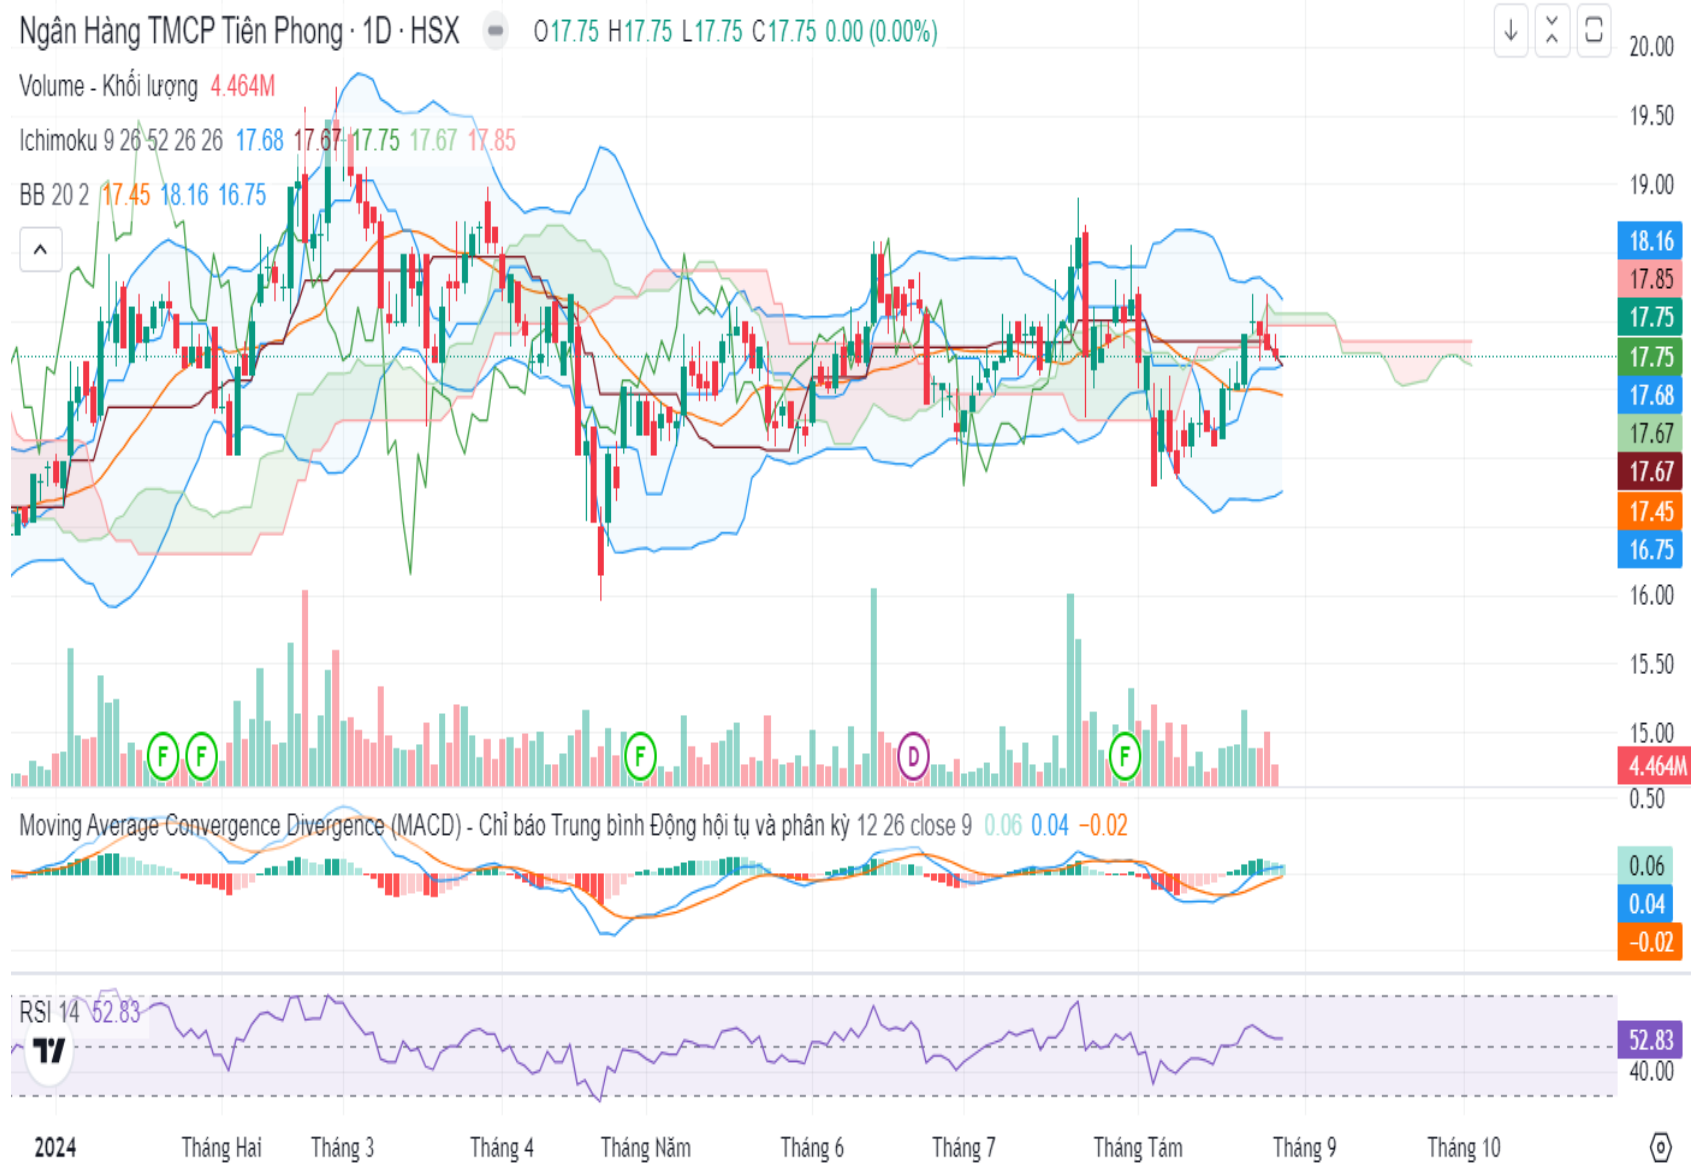 Ngân Hàng TMCP Tiên Phong · 1D · HSX O17.75 H17.75 L17.75 C17.75 0.00 (0.00%)
Volume - Khối lượng 4.464M
Ichimoku 9 26 52 26 26 17.68 17.67 17.75 17.67 17.85
BB 20 2 17.45 18.16 16.75
20.00
19.50
19.00
18.16
17.85
17.75
17.75
17.68
17.67
17.67
17.45
16.75
16.00
15.50
15.00
4.464M
F F F D F
0.50
Moving Average Convergence Divergence (MACD) - Chỉ báo Trung bình Động hội tụ và phân kỳ 12 26 close 9 0.06 0.04 −0.02
0.06
0.04
−0.02
RSI 14 52.83
52.83
40.00
2024 Tháng Hai Tháng 3 Tháng 4 Tháng Năm Tháng 6 Tháng 7 Tháng Tám Tháng 9 Tháng 10